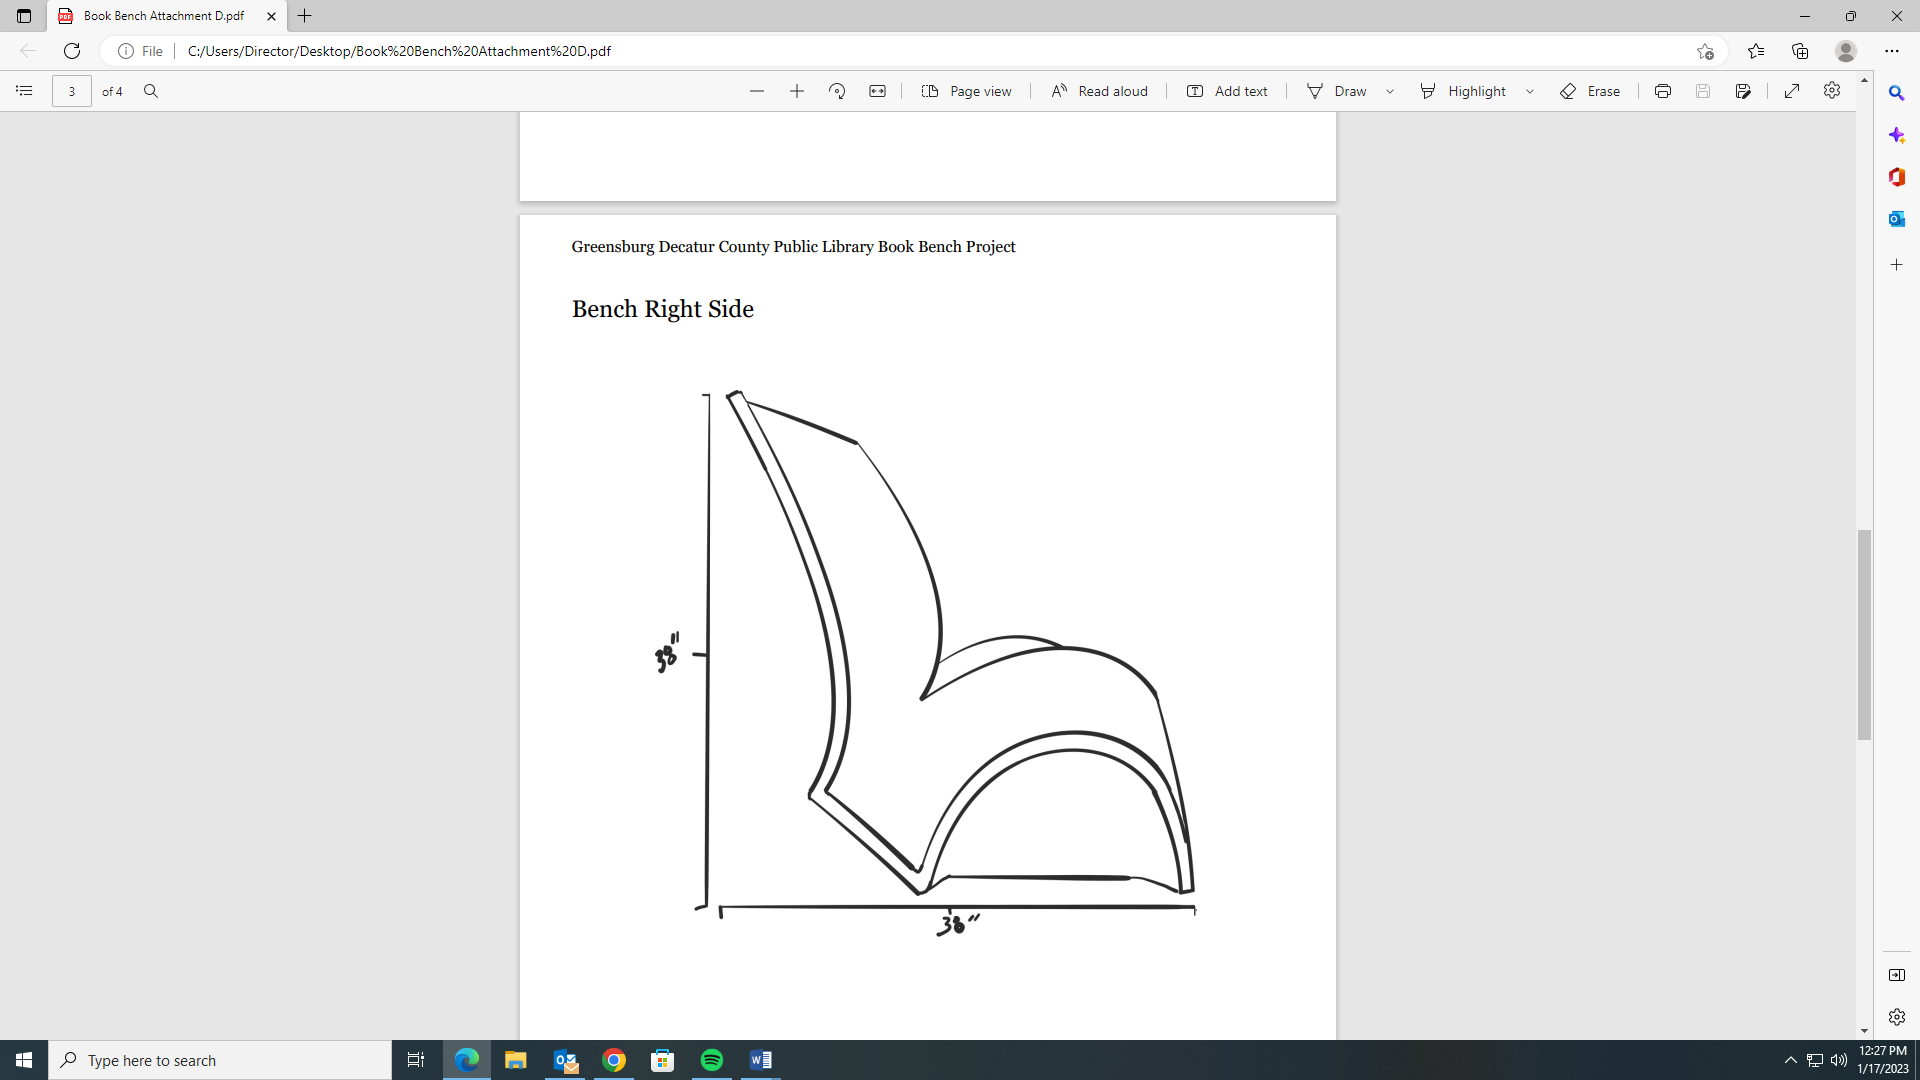 Book Bench Attachment D.pdf
File
C:/Users/Director/Desktop/Book%20Bench%20Attachment%20D.pdf
3 of 4
Page view
Read aloud
Add text
Draw
Highlight
Erase
Greensburg Decatur County Public Library Book Bench Project
Bench Right Side
38"
38"
Type here to search
12:27 PM
1/17/2023